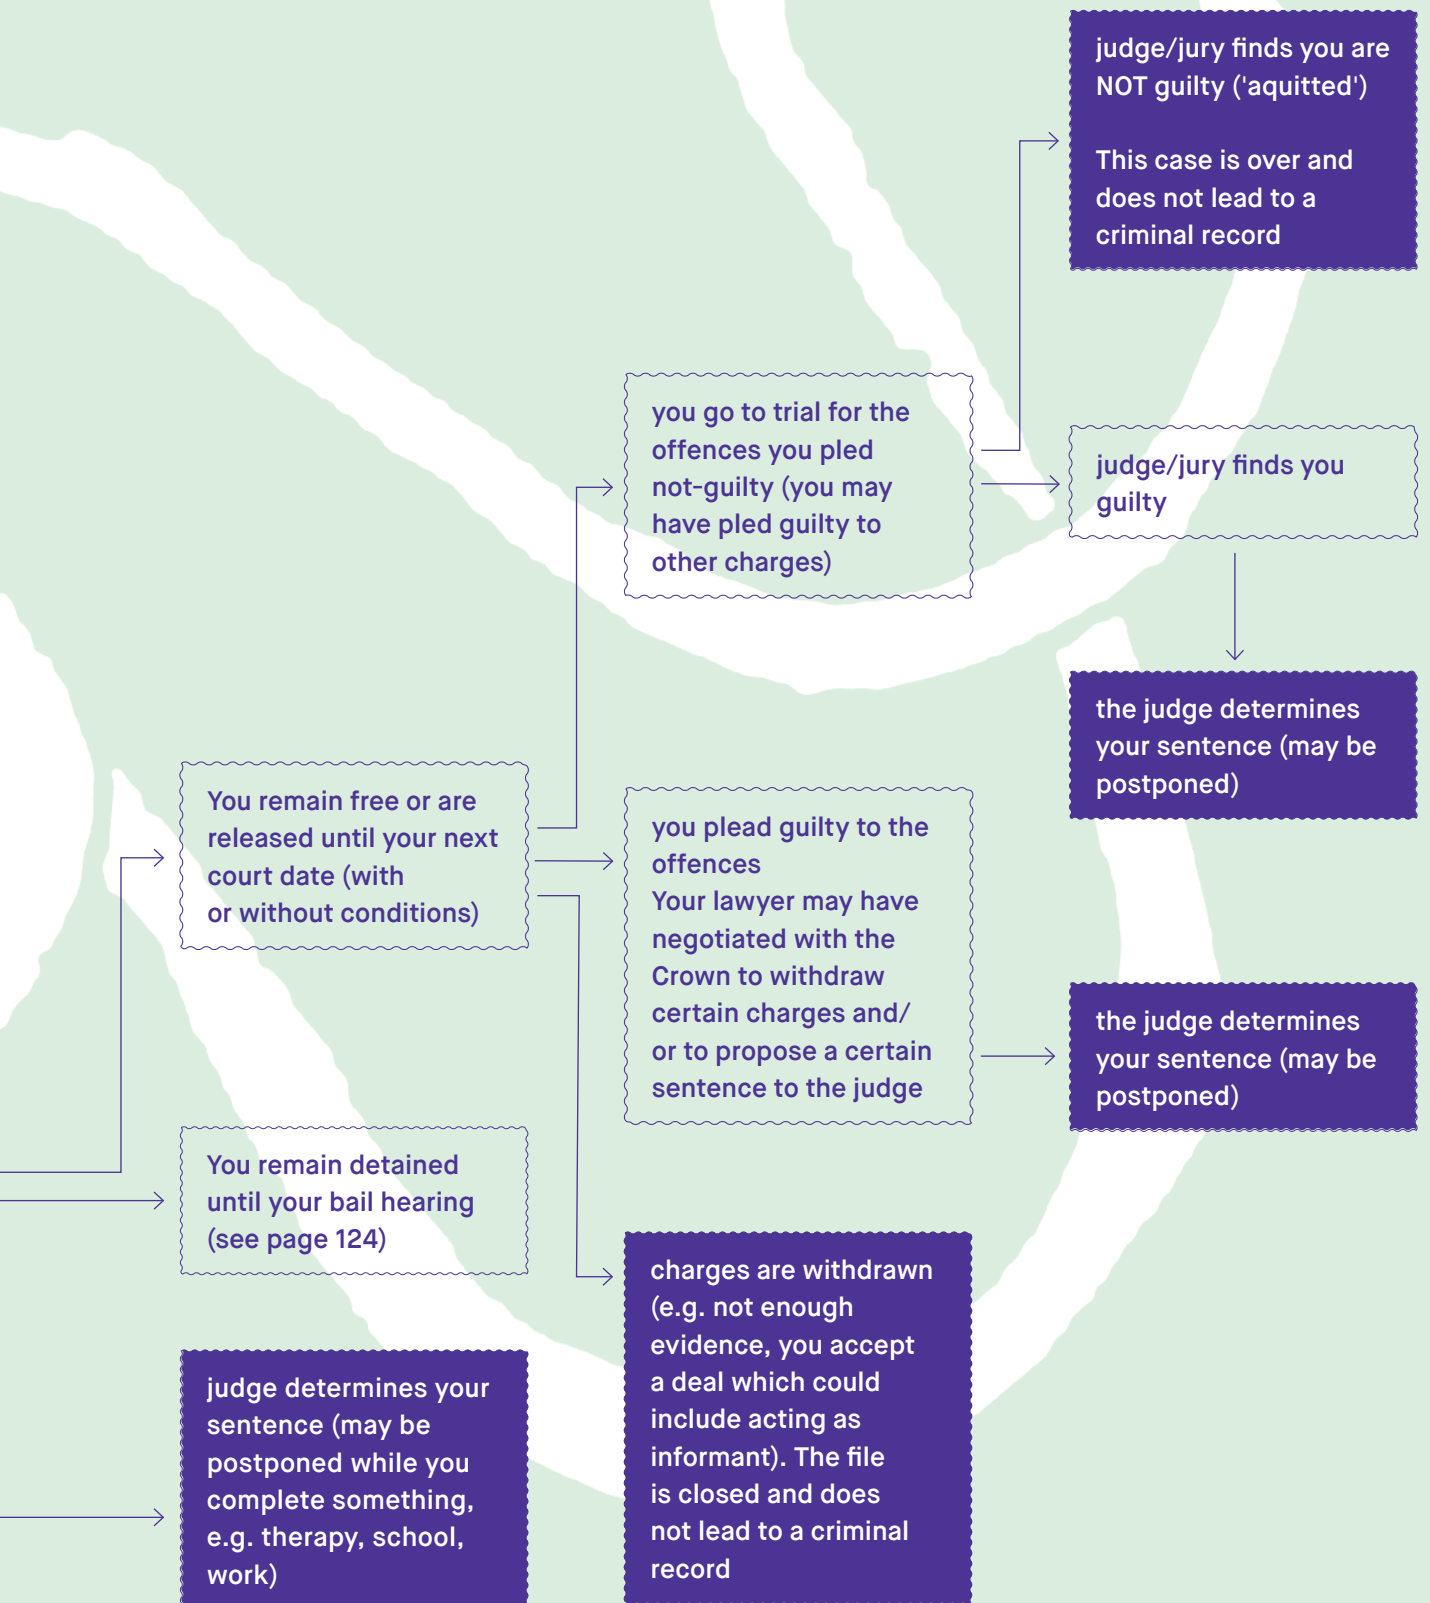 judge/jury finds you are
NOT guilty ('aquitted')
This case is over and
does not lead to a
criminal record
you go to trial for the
offences you pled
not-guilty (you may
have pled guilty to
other charges)
judge/jury finds you
guilty
the judge determines
your sentence (may be
postponed)
You remain free or are
released until your next
court date (with
or without conditions)
you plead guilty to the
offences
Your lawyer may have
negotiated with the
Crown to withdraw
certain charges and/
or to propose a certain
sentence to the judge
the judge determines
your sentence (may be
postponed)
You remain detained
until your bail hearing
(see page 124)
charges are withdrawn
(e.g. not enough
evidence, you accept
a deal which could
include acting as
informant). The file
is closed and does
not lead to a criminal
record
judge determines your
sentence (may be
postponed while you
complete something,
e.g. therapy, school,
work)